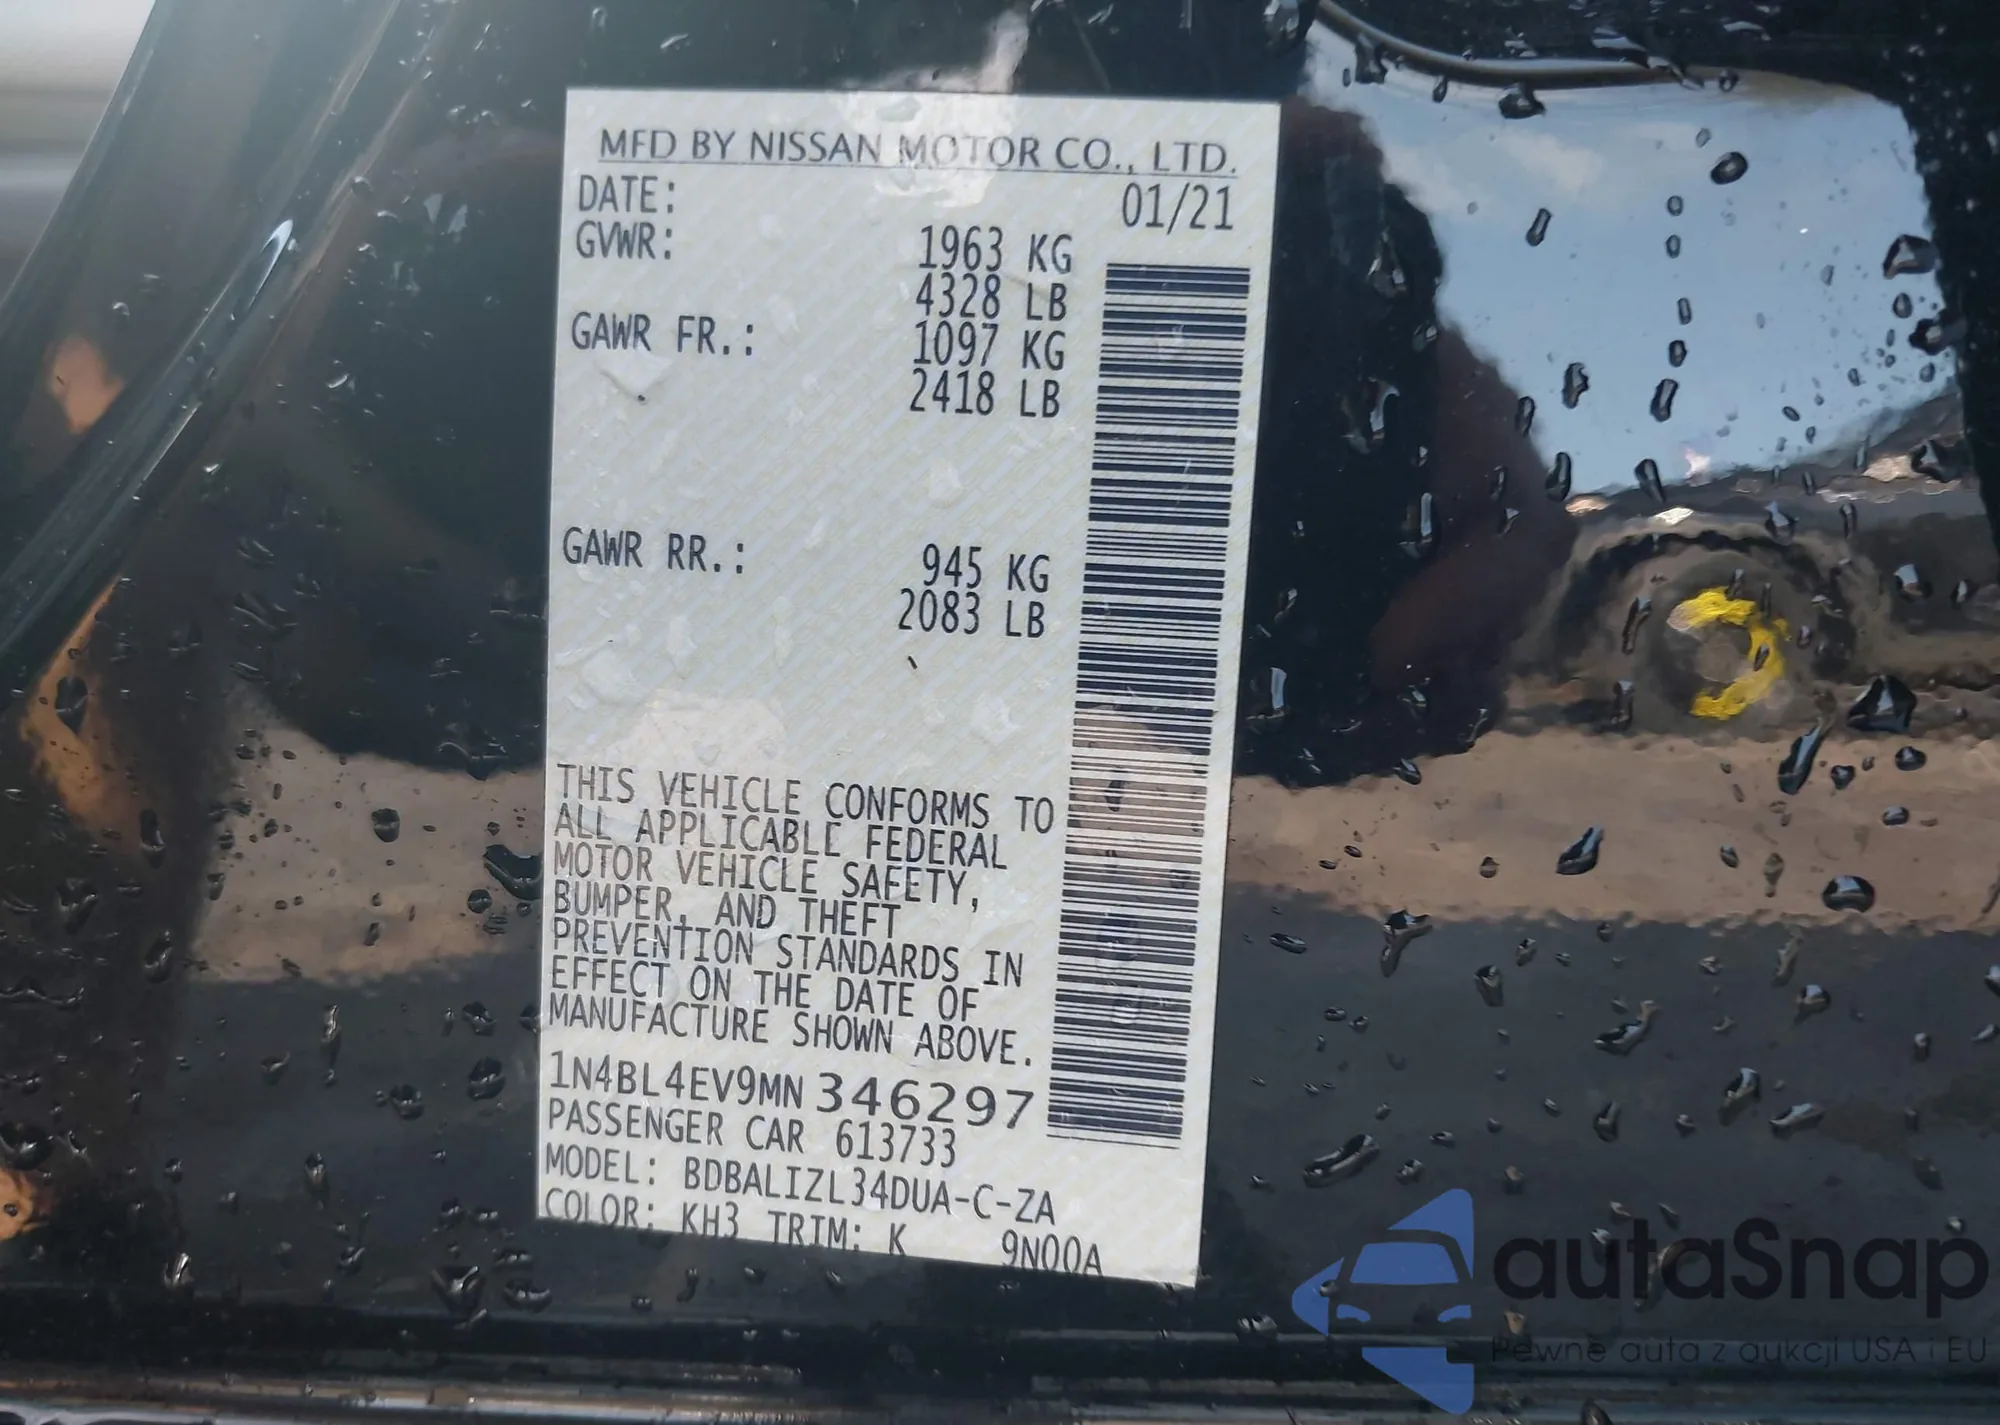 MFD BY NISSAN MOTOR CO., LTD.
DATE: 01/21
GVWR: 1963 KG
4328 LB
GAWR FR.: 1097 KG
2418 LB
GAWR RR.: 945 KG
2083 LB
THIS VEHICLE CONFORMS TO
ALL APPLICABLE FEDERAL
MOTOR VEHICLE SAFETY,
BUMPER, AND THEFT
PREVENTION STANDARDS IN
EFFECT ON THE DATE OF
MANUFACTURE SHOWN ABOVE.
1N4BL4EV9MN346297
PASSENGER CAR 613733
MODEL: BDBALIZL34DUA-C-ZA
COLOR: KH3 TRIM: K 9N00A
autaSnap
Pewne auta z aukcji USA i EU